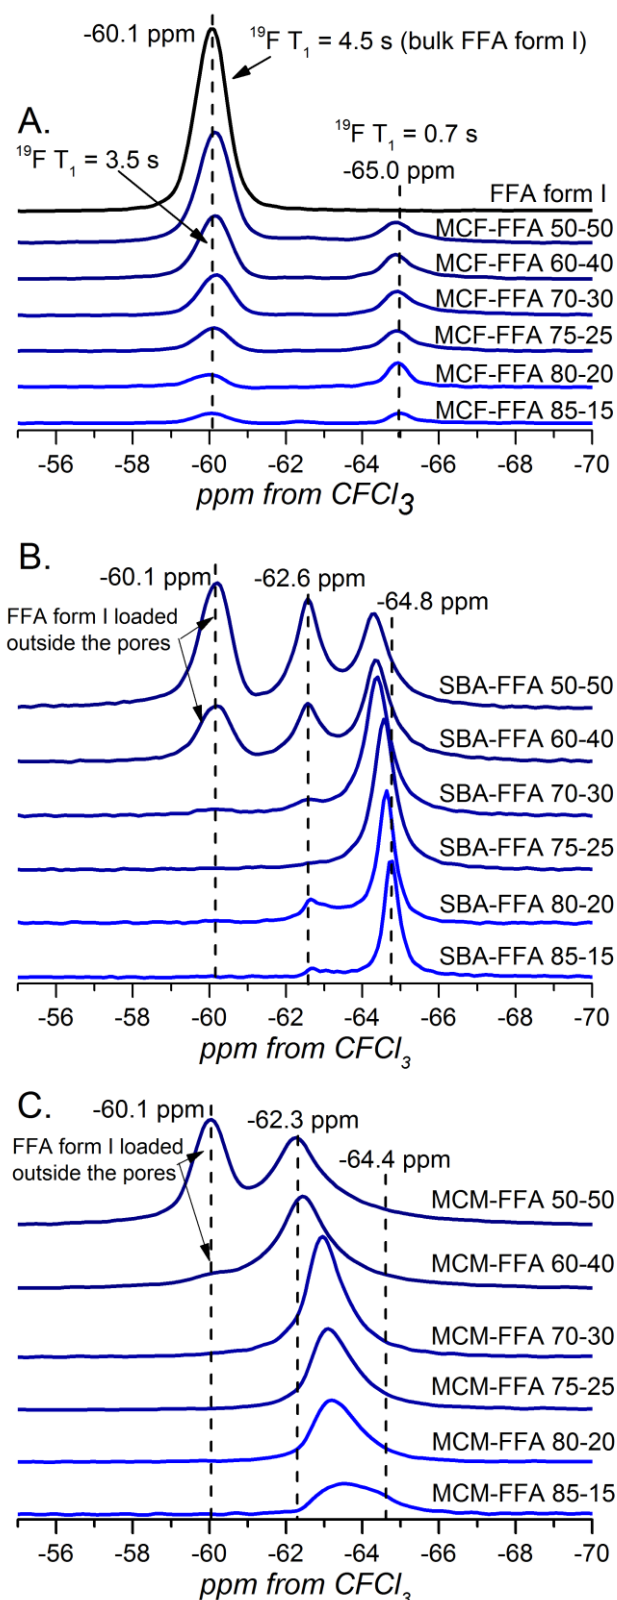 -60.1 ppm
¹⁹F T₁ = 4.5 s (bulk FFA form I)
A.
¹⁹F T₁ = 3.5 s
¹⁹F T₁ = 0.7 s
-65.0 ppm
FFA form I
MCF-FFA 50-50
MCF-FFA 60-40
MCF-FFA 70-30
MCF-FFA 75-25
MCF-FFA 80-20
MCF-FFA 85-15
-56 -58 -60 -62 -64 -66 -68 -70
ppm from CFCl₃
B.
-60.1 ppm
-62.6 ppm
-64.8 ppm
FFA form I loaded
outside the pores
SBA-FFA 50-50
SBA-FFA 60-40
SBA-FFA 70-30
SBA-FFA 75-25
SBA-FFA 80-20
SBA-FFA 85-15
-56 -58 -60 -62 -64 -66 -68 -70
ppm from CFCl₃
C.
-60.1 ppm
-62.3 ppm
-64.4 ppm
FFA form I loaded
outside the pores
MCM-FFA 50-50
MCM-FFA 60-40
MCM-FFA 70-30
MCM-FFA 75-25
MCM-FFA 80-20
MCM-FFA 85-15
-56 -58 -60 -62 -64 -66 -68 -70
ppm from CFCl₃